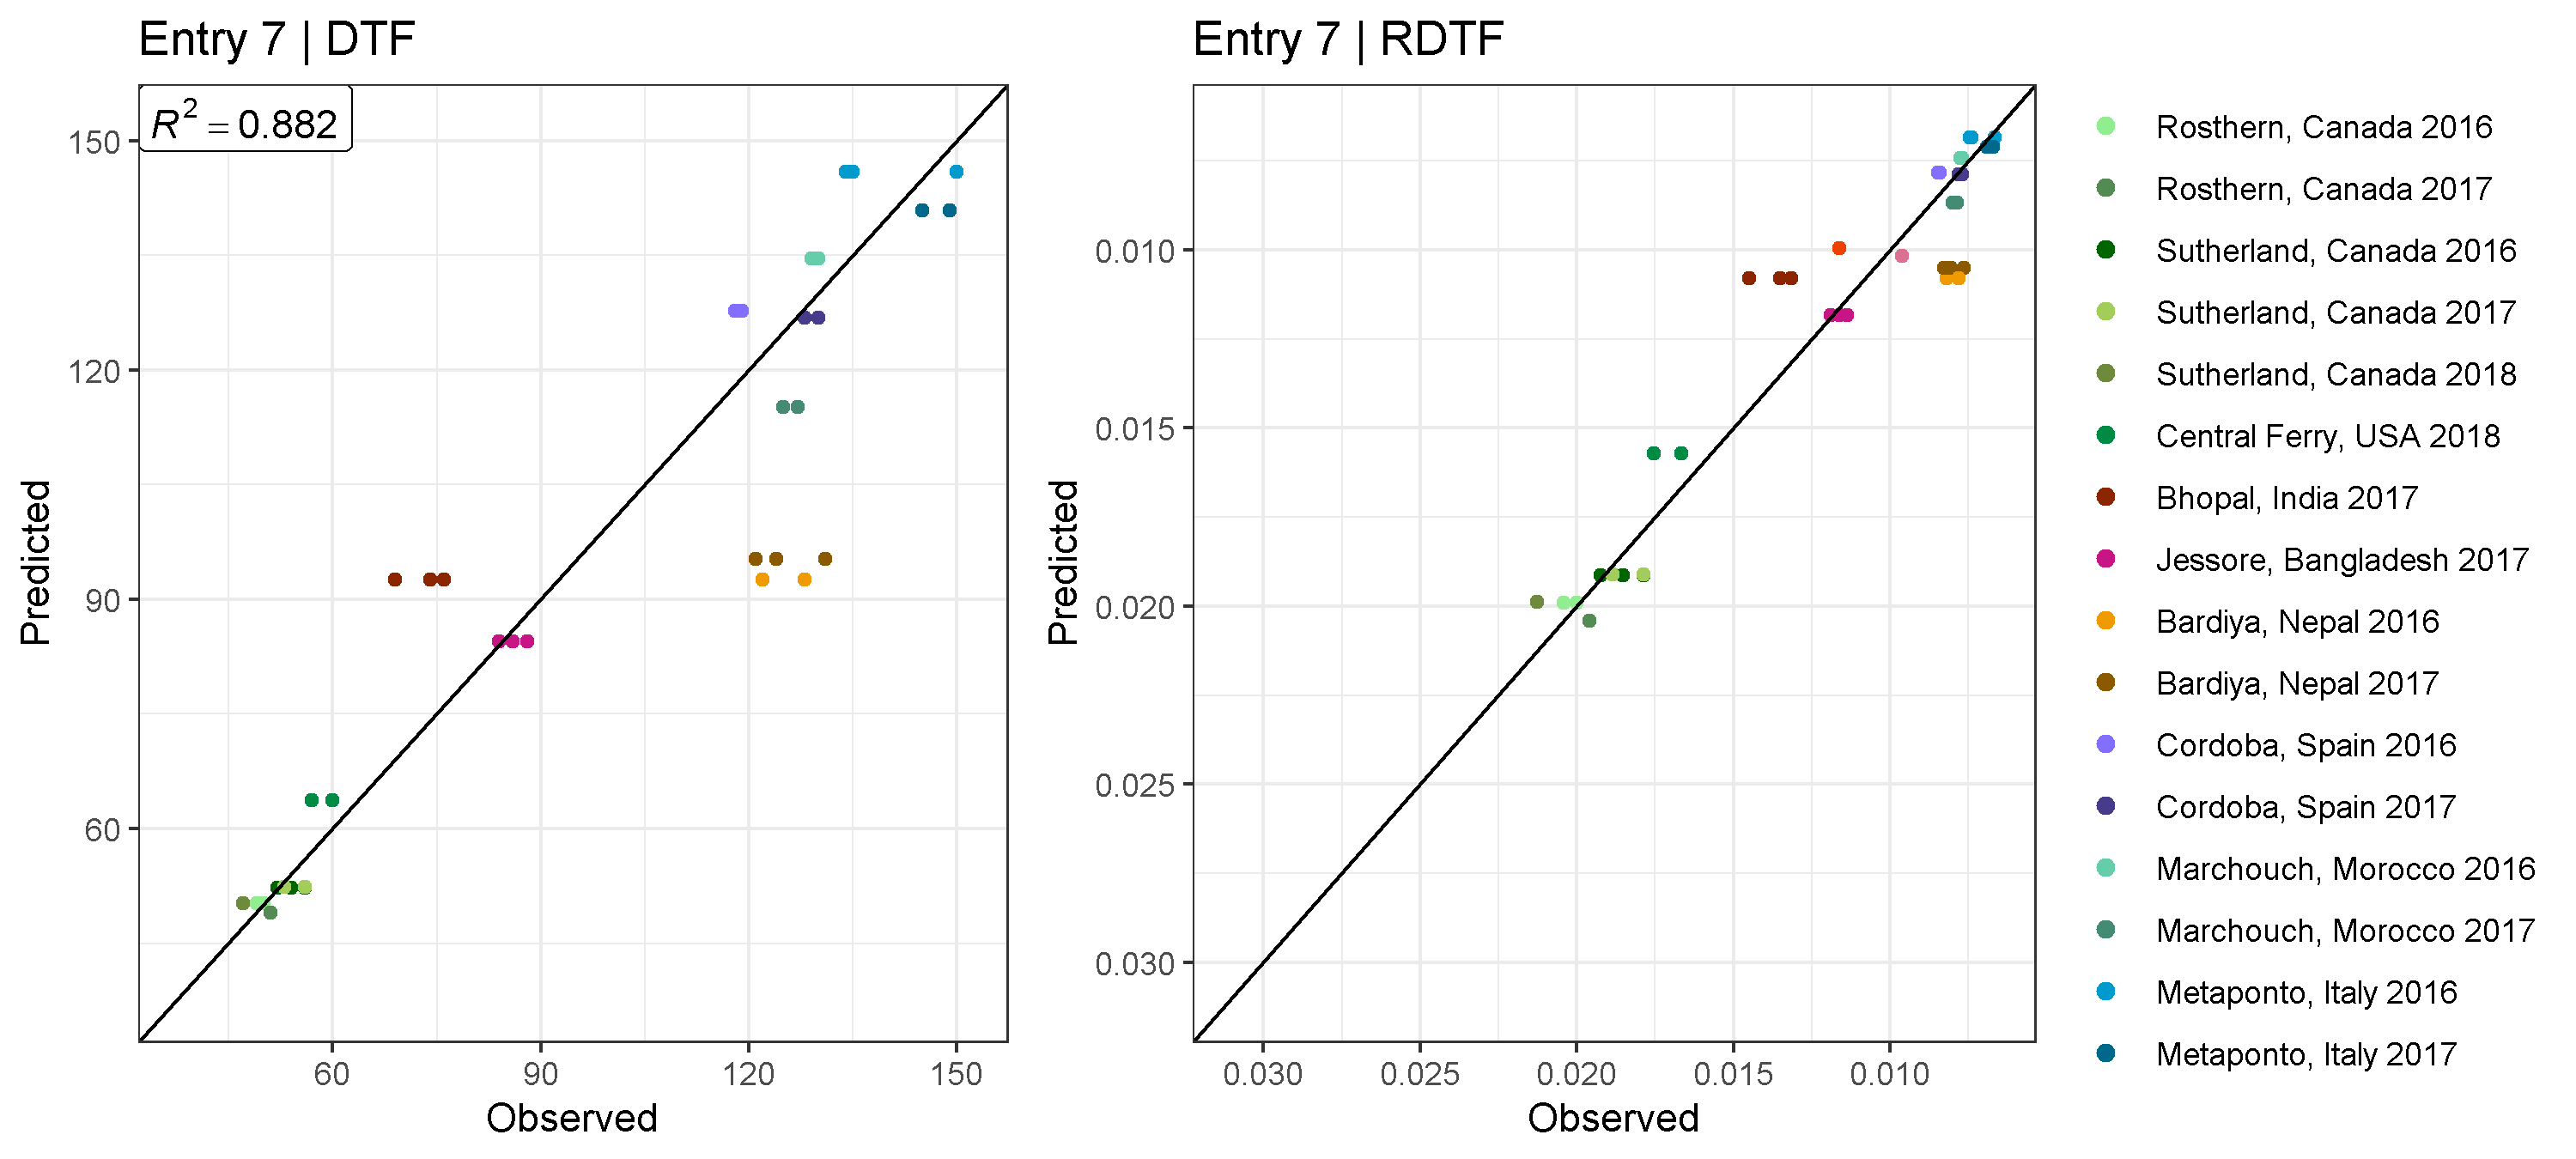 Entry 7 | DTF
R² = 0.882
150
120
90
60
Predicted
60 90 120 150
Observed
Entry 7 | RDTF
0.010
0.015
0.020
0.025
0.030
Predicted
0.030 0.025 0.020 0.015 0.010
Observed
Rosthern, Canada 2016
Rosthern, Canada 2017
Sutherland, Canada 2016
Sutherland, Canada 2017
Sutherland, Canada 2018
Central Ferry, USA 2018
Bhopal, India 2017
Jessore, Bangladesh 2017
Bardiya, Nepal 2016
Bardiya, Nepal 2017
Cordoba, Spain 2016
Cordoba, Spain 2017
Marchouch, Morocco 2016
Marchouch, Morocco 2017
Metaponto, Italy 2016
Metaponto, Italy 2017